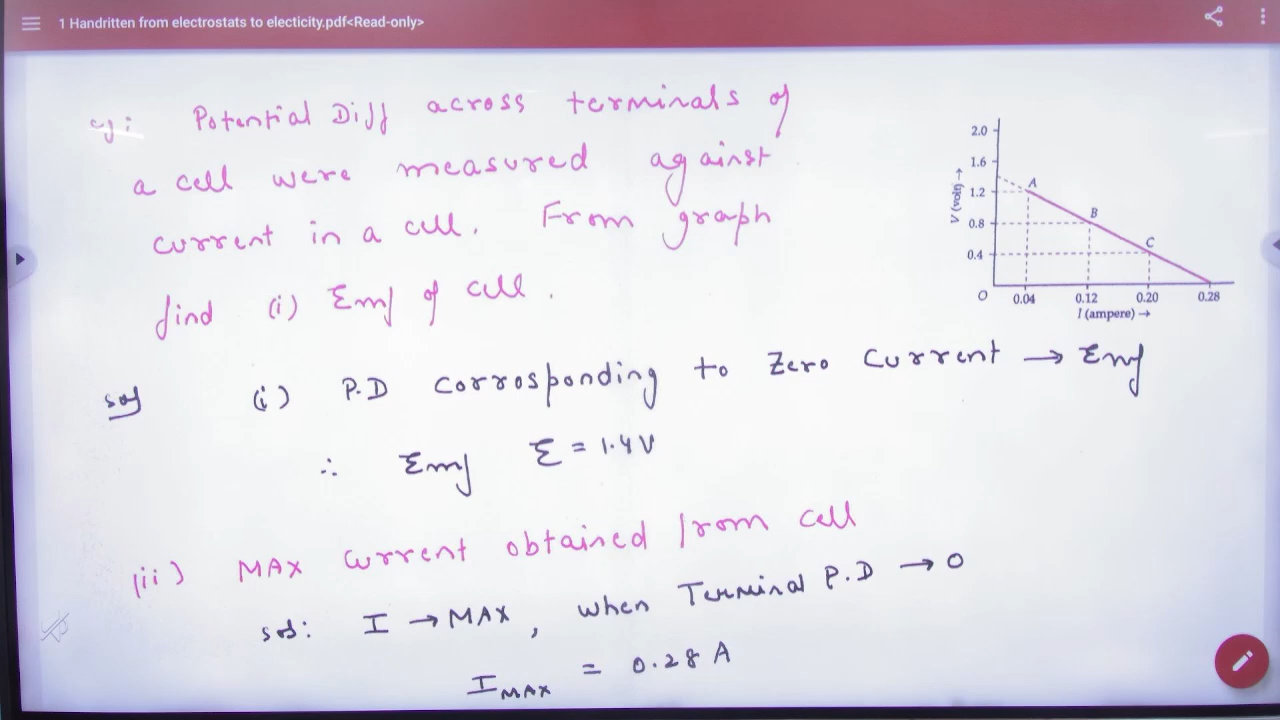 1 Handritten from electrostats to electicity.pdf<Read-only>
eg: Potential Diff across terminals of
a cell were measured against
current in a cell. From graph
find (i) Emf of cell.
2.0
1.6
1.2
0.8
0.4
V (volt) →
A
B
C
O
0.04
0.12
0.20
0.28
I (ampere) →
sol (i) P.D Corrosponding to Zero Current → Emf
∴ Emf Ɛ = 1.4V
(ii) MAX Current obtained from cell
sol: I → MAX, when Terminal P.D → 0
I MAX = 0.28 A